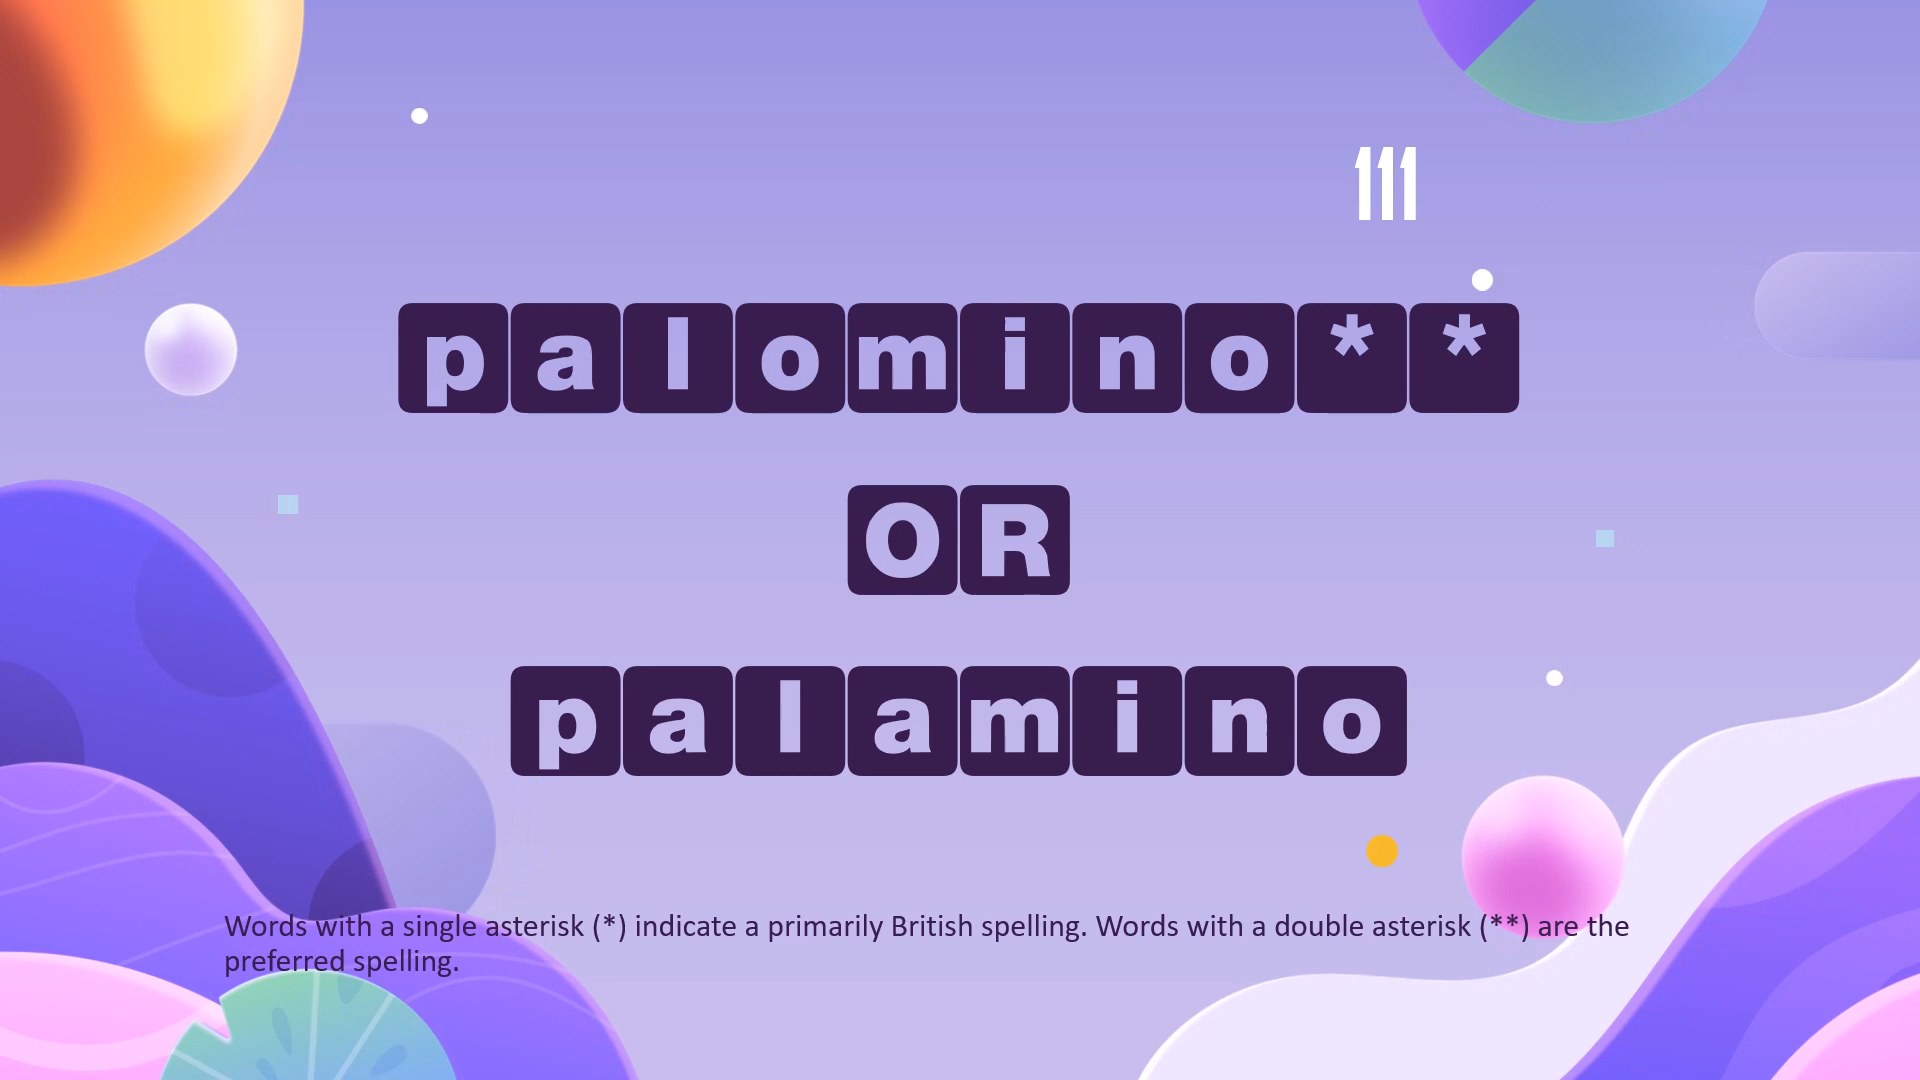 111
palomino**
OR
palamino
Words with a single asterisk (*) indicate a primarily British spelling. Words with a double asterisk (**) are the
preferred spelling.